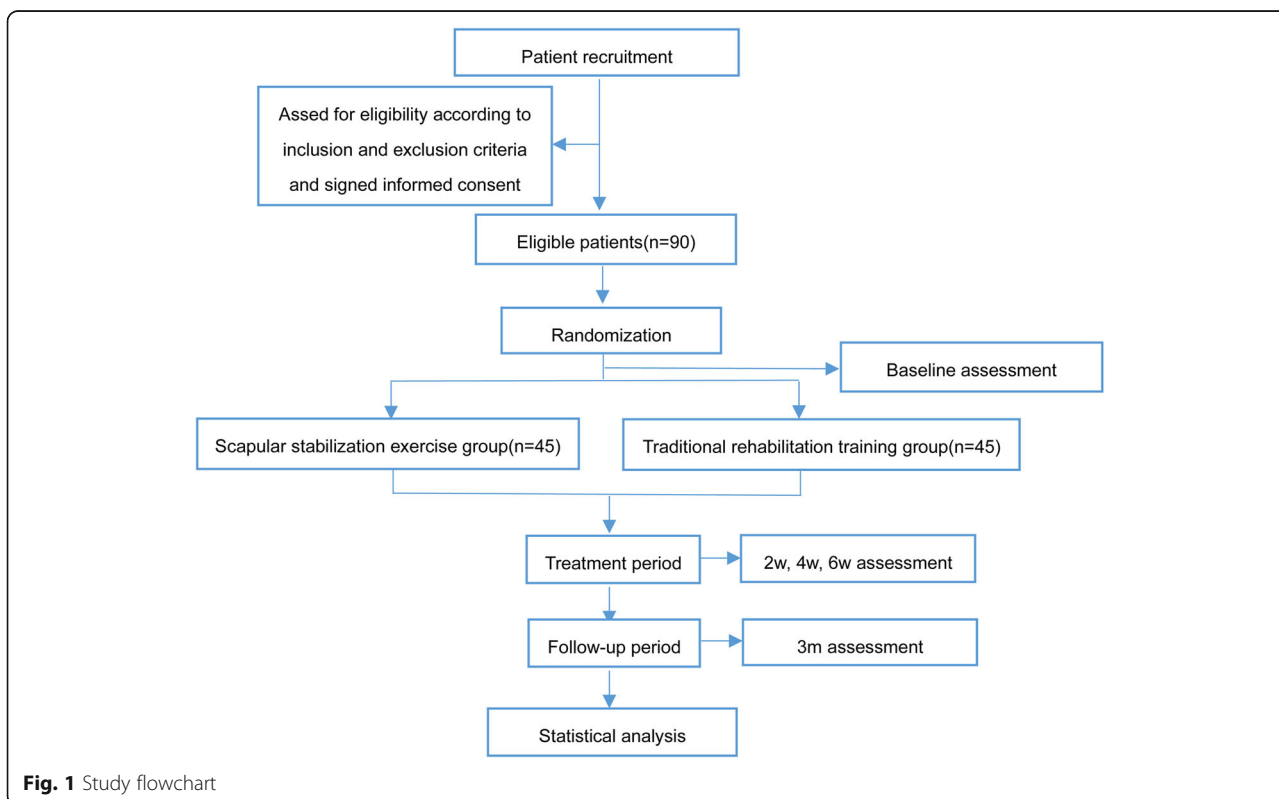 Patient recruitment
Assed for eligibility according to
inclusion and exclusion criteria
and signed informed consent
Eligible patients(n=90)
Randomization
Baseline assessment
Scapular stabilization exercise group(n=45)
Traditional rehabilitation training group(n=45)
Treatment period
2w, 4w, 6w assessment
Follow-up period
3m assessment
Statistical analysis
Fig. 1 Study flowchart